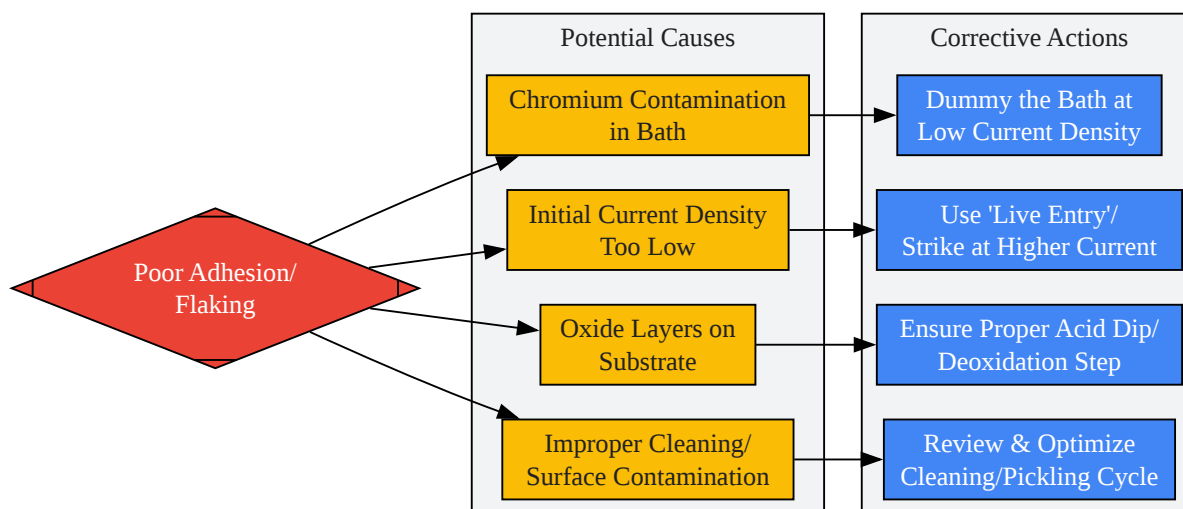 Potential Causes
Corrective Actions
Chromium Contamination
in Bath
Dummy the Bath at
Low Current Density
Initial Current Density
Too Low
Use 'Live Entry'/
Strike at Higher Current
Poor Adhesion/
Flaking
Oxide Layers on
Substrate
Ensure Proper Acid Dip/
Deoxidation Step
Improper Cleaning/
Surface Contamination
Review & Optimize
Cleaning/Pickling Cycle